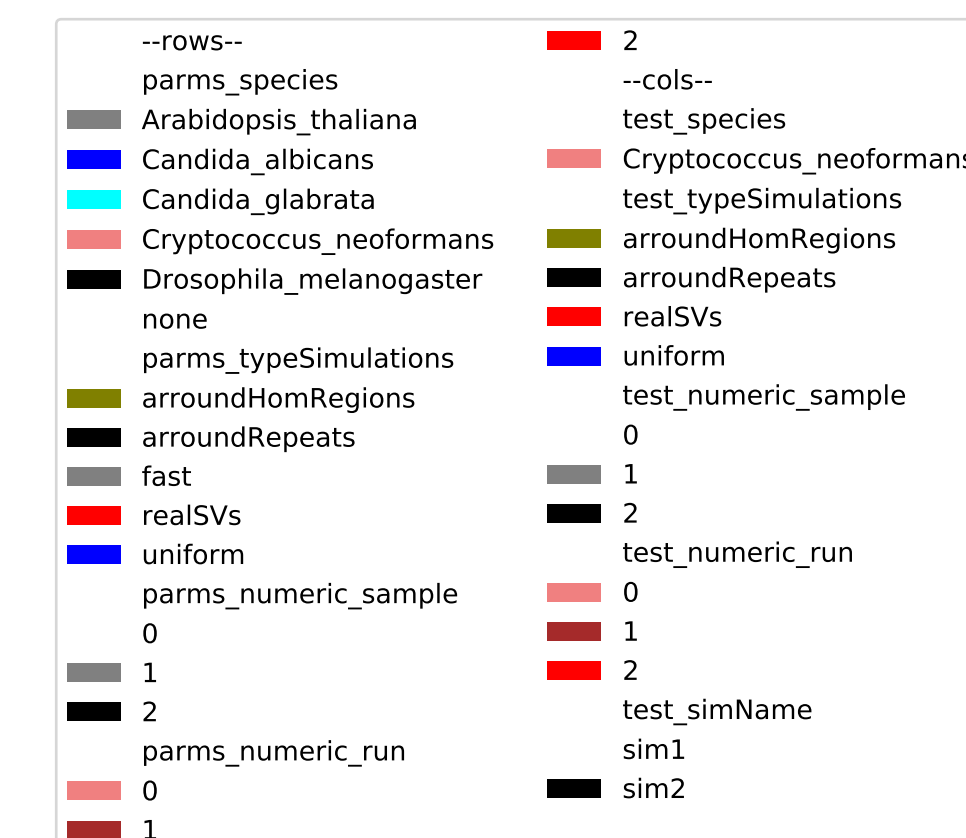 --rows--
parms_species
Arabidopsis_thaliana
Candida_albicans
Candida_glabrata
Cryptococcus_neoformans
Drosophila_melanogaster
none
parms_typeSimulations
arroundHomRegions
arroundRepeats
fast
realSVs
uniform
parms_numeric_sample
0
1
2
parms_numeric_run
0
1
2
--cols--
test_species
Cryptococcus_neoformans
test_typeSimulations
arroundHomRegions
arroundRepeats
realSVs
uniform
test_numeric_sample
0
1
2
test_numeric_run
0
1
2
test_simName
sim1
sim2